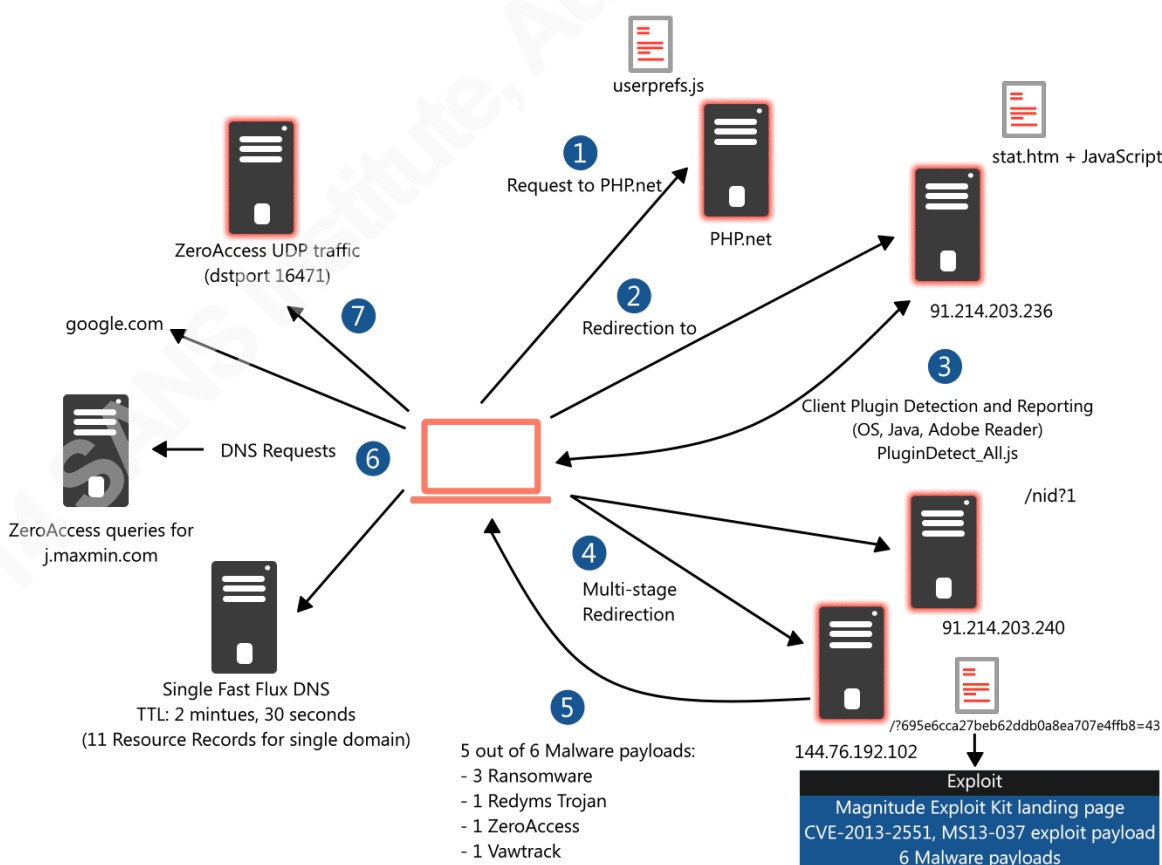 userprefs.js
1
Request to PHP.net
PHP.net
stat.htm + JavaScript
2
Redirection to
91.214.203.236
3
Client Plugin Detection and Reporting
(OS, Java, Adobe Reader)
PluginDetect_All.js
/nid?1
91.214.203.240
4
Multi-stage
Redirection
144.76.192.102
/?695e6cca27beb62ddb0a8ea707e4ffb8=43
Exploit
Magnitude Exploit Kit landing page
CVE-2013-2551, MS13-037 exploit payload
6 Malware payloads
5
5 out of 6 Malware payloads:
- 3 Ransomware
- 1 Redyms Trojan
- 1 ZeroAccess
- 1 Vawtrack
6
DNS Requests
google.com
ZeroAccess queries for
j.maxmin.com
Single Fast Flux DNS
TTL: 2 mintues, 30 seconds
(11 Resource Records for single domain)
7
ZeroAccess UDP traffic
(dstport 16471)
14 SANS Institute, Au